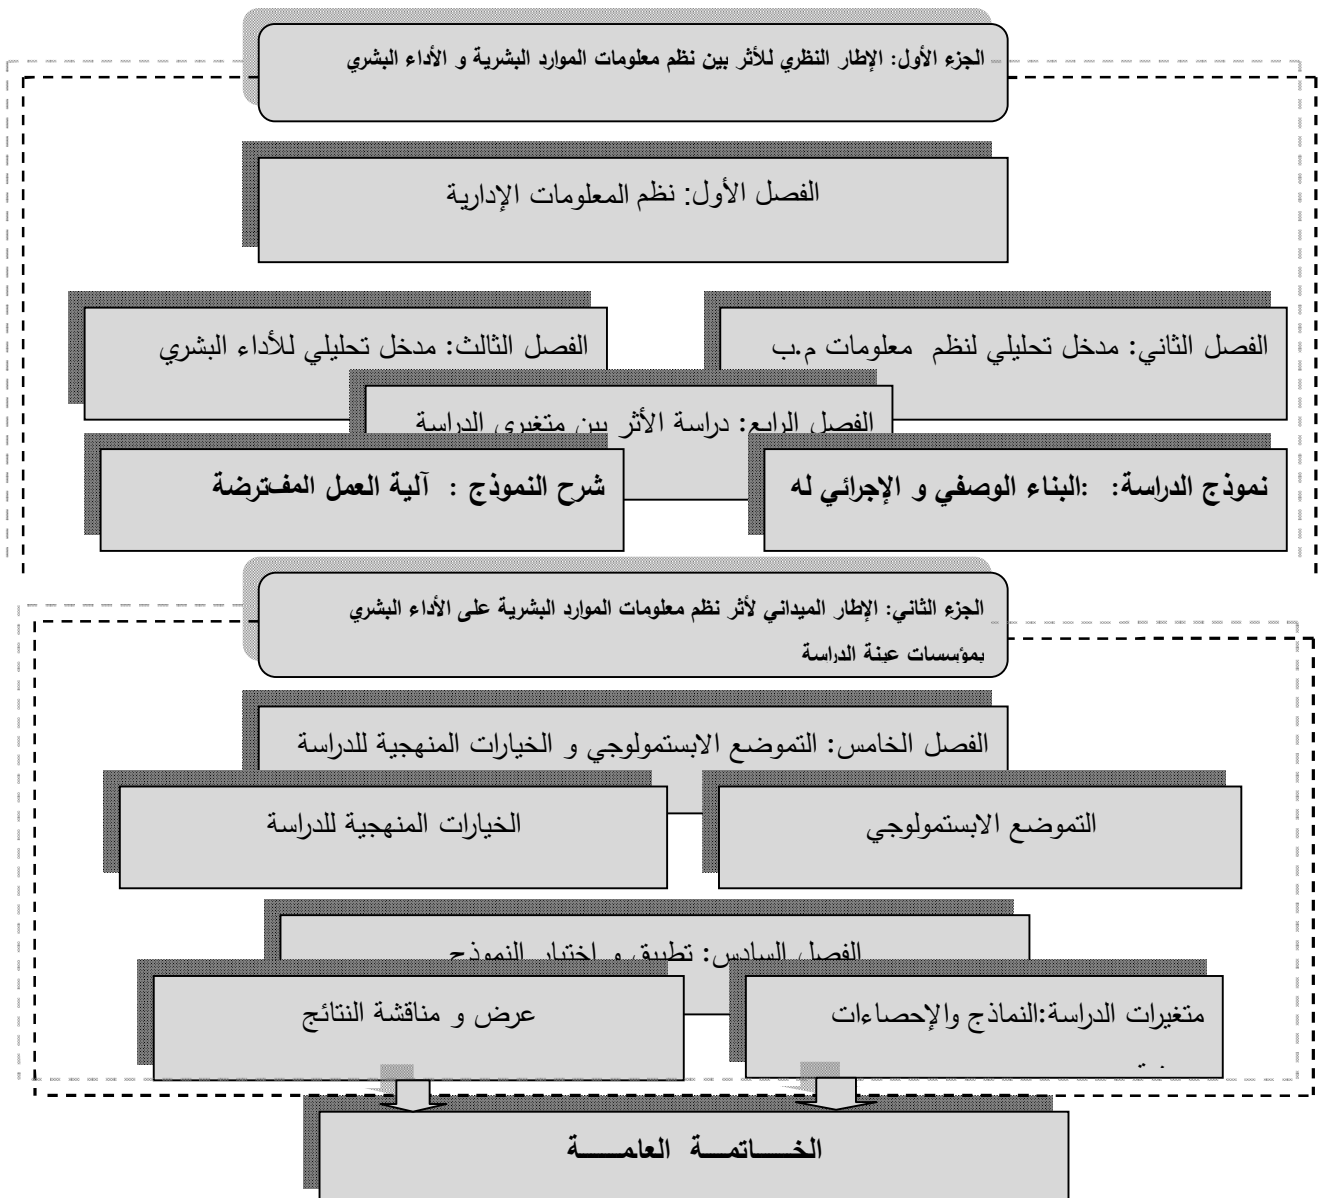 الجزء الأول: الإطار النظري للأثر بين نظم معلومات الموارد البشرية و الأداء البشري
الفصل الأول: نظم المعلومات الإدارية
الفصل الثاني: مدخل تحليلي لنظم معلومات م.ب
الفصل الثالث: مدخل تحليلي للأداء البشري
الفصل الرابع: دراسة الأثر بين متغيري الدراسة
نموذج الدراسة: :البناء الوصفي و الإجرائي له
شرح النموذج : آلية العمل المفترضة
الجزء الثاني: الإطار الميداني لأثر نظم معلومات الموارد البشرية على الأداء البشري
بمؤسسات عينة الدراسة
الفصل الخامس: التموضع الابستمولوجي و الخيارات المنهجية للدراسة
التموضع الابستمولوجي
الخيارات المنهجية للدراسة
الفصل السادس: تطبيق و اختبار النموذج
متغيرات الدراسة:النماذج والإحصاءات
عرض و مناقشة النتائج
الخـــاتمـــة العامـــــة